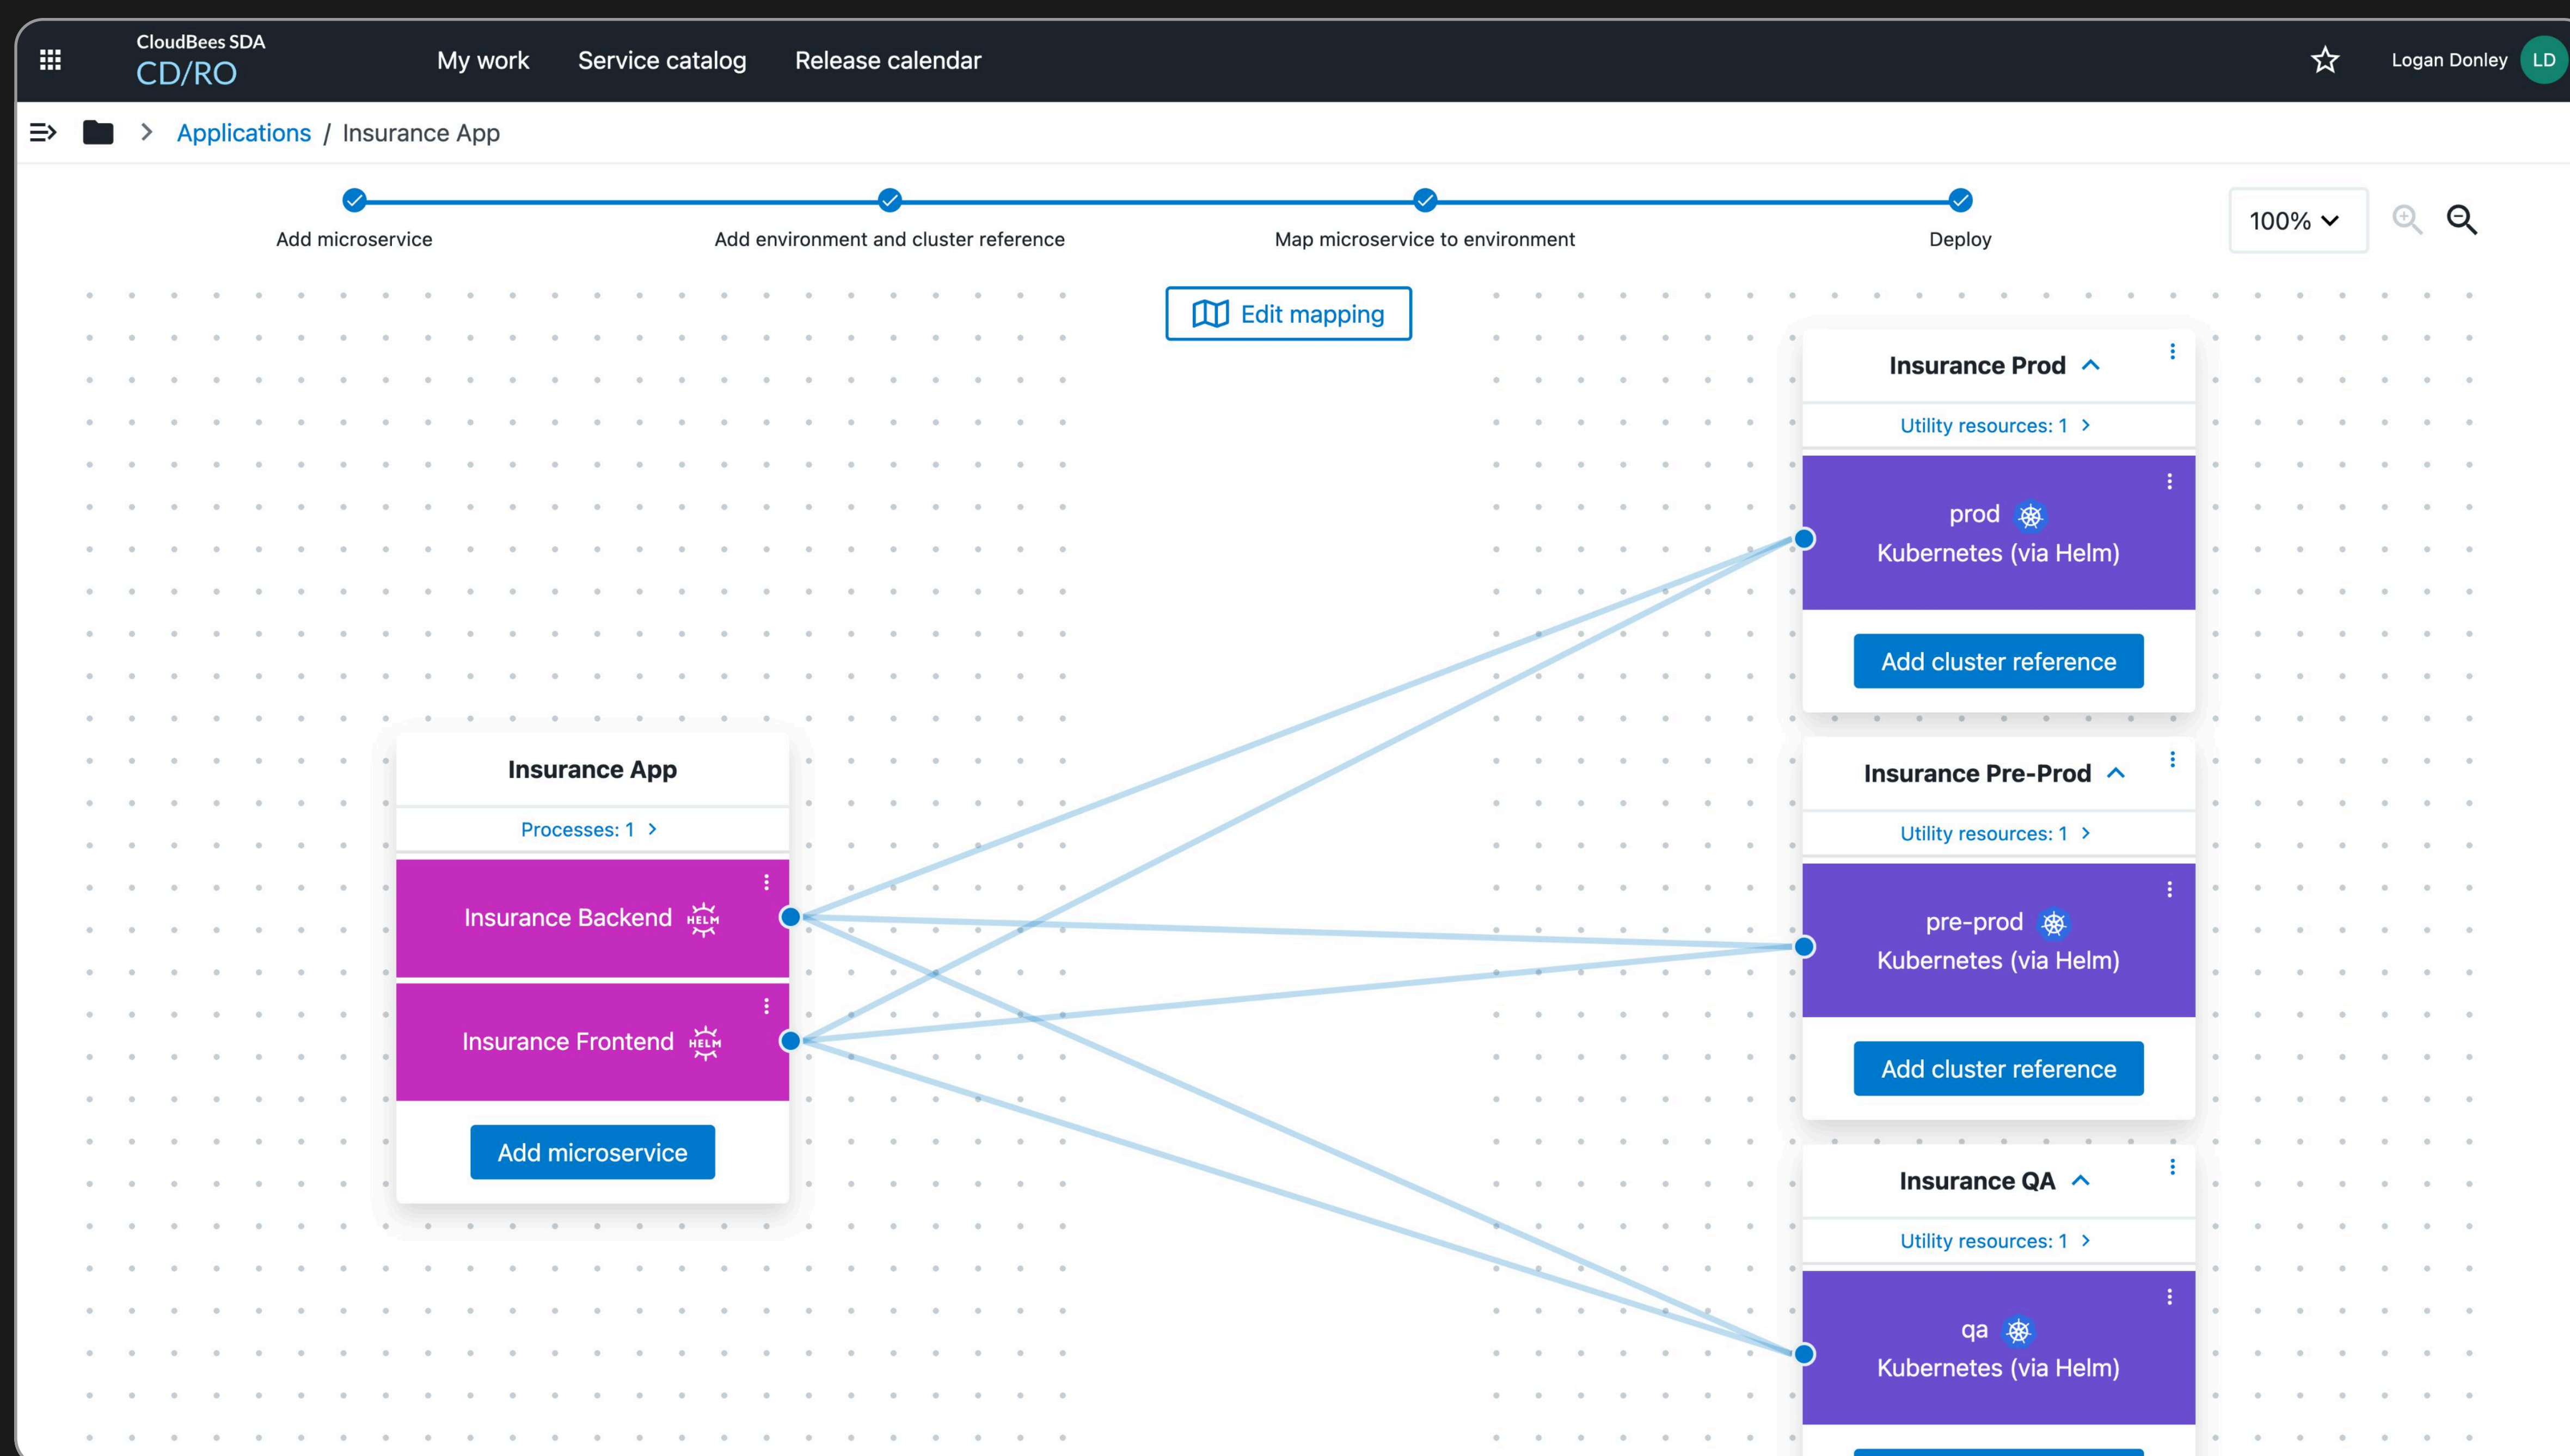 CloudBees SDA
CD/RO
My work
Service catalog
Release calendar
Logan Donley
LD
Applications / Insurance App
Add microservice
Add environment and cluster reference
Map microservice to environment
Deploy
100%
Edit mapping
Insurance Prod
Utility resources: 1
prod
Kubernetes (via Helm)
Add cluster reference
Insurance App
Processes: 1
Insurance Backend
HELM
Insurance Frontend
HELM
Add microservice
Insurance Pre-Prod
Utility resources: 1
pre-prod
Kubernetes (via Helm)
Add cluster reference
Insurance QA
Utility resources: 1
qa
Kubernetes (via Helm)